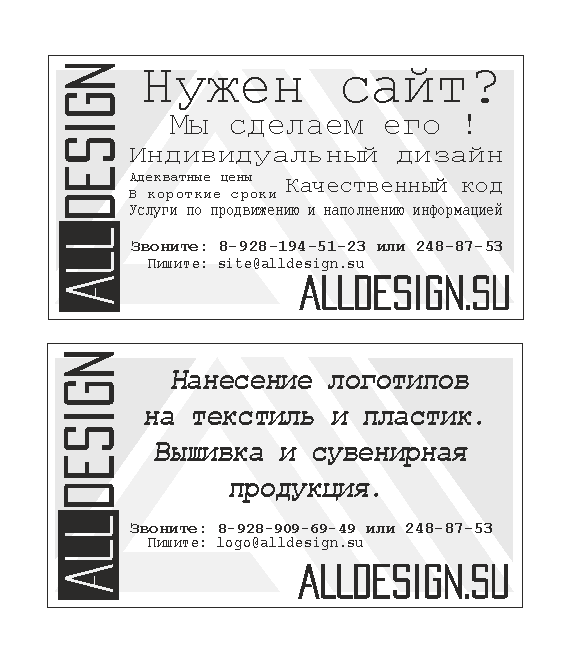 ALLDESIGN
Нужен сайт?
Мы сделаем его !
Индивидуальный дизайн
Адекватные цены
В короткие сроки
Качественный код
Услуги по продвижению и наполнению информацией
Звоните: 8-928-194-51-23 или 248-87-53
Пишите: site@alldesign.su
ALLDESIGN.SU
ALLDESIGN
Нанесение логотипов
на текстиль и пластик.
Вышивка и сувенирная
продукция.
Звоните: 8-928-909-69-49 или 248-87-53
Пишите: logo@alldesign.su
ALLDESIGN.SU